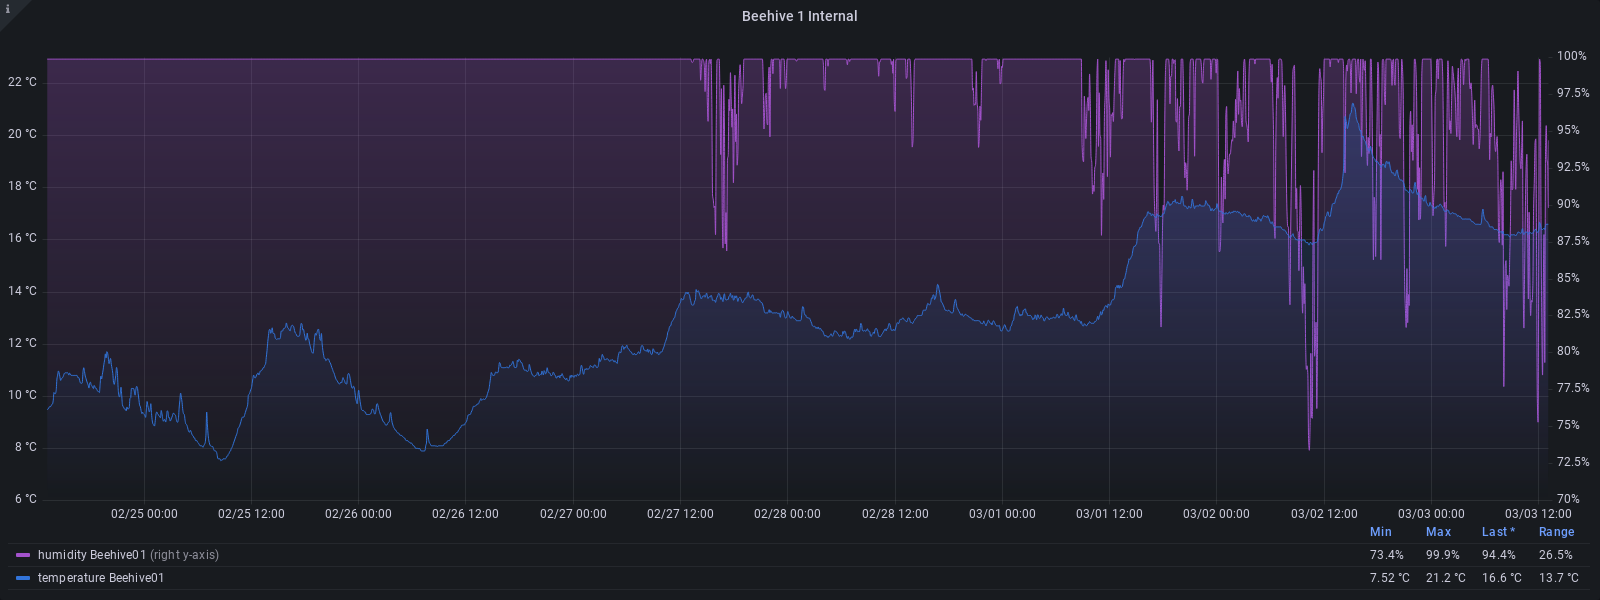 i
Beehive 1 Internal
100%
22 °C
97.5%
20 °C
95%
92.5%
18 °C
90%
16 °C
87.5%
14 °C
85%
82.5%
12 °C
80%
10 °C
77.5%
8 °C
75%
72.5%
6 °C
70%
02/25 00:00 02/25 12:00 02/26 00:00 02/26 12:00 02/27 00:00 02/27 12:00 02/28 00:00 02/28 12:00 03/01 00:00 03/01 12:00 03/02 00:00 03/02 12:00 03/03 00:00 03/03 12:00
Min Max Last * Range
humidity Beehive01 (right y-axis) 73.4% 99.9% 94.4% 26.5%
temperature Beehive01 7.52 °C 21.2 °C 16.6 °C 13.7 °C